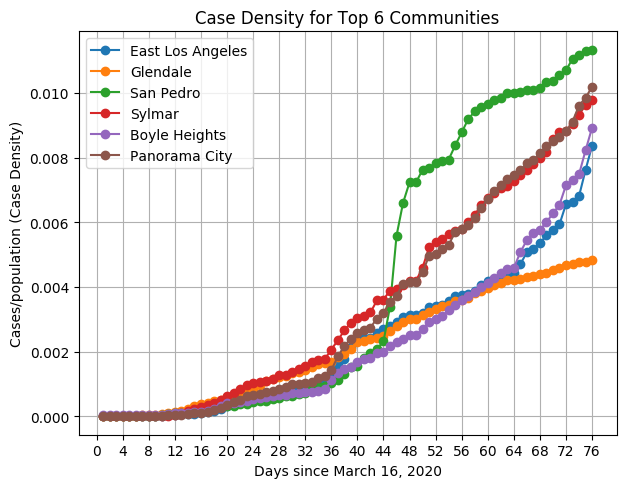 Case Density for Top 6 Communities
East Los Angeles
Glendale
San Pedro
Sylmar
Boyle Heights
Panorama City
Cases/population (Case Density)
0.010
0.008
0.006
0.004
0.002
0.000
0 4 8 12 16 20 24 28 32 36 40 44 48 52 56 60 64 68 72 76
Days since March 16, 2020